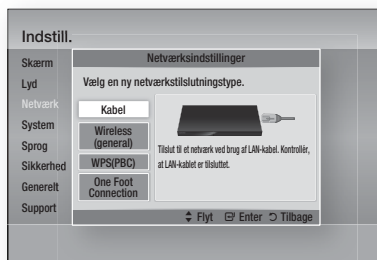 Indstill.
Skærm
Lyd
Netværk
System
Sprog
Sikkerhed
Generelt
Support
Netværksindstillinger
Vælg en ny netværkstilslutningstype.
Kabel
Wireless
(general)
WPS(PBC)
One Foot
Connection
Tilslut til et netværk ved brug af LAN-kabel. Kontrollér,
at LAN-kablet er tilsluttet.
Flyt Enter Tilbage